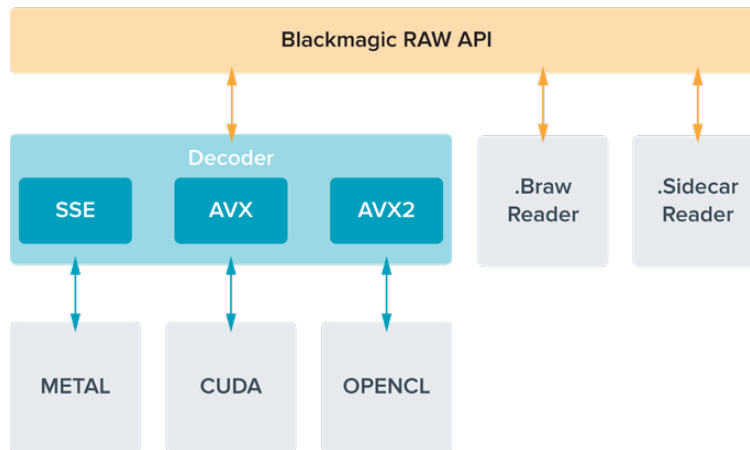 Blackmagic RAW API
Decoder
SSE
AVX
AVX2
.Braw
Reader
.Sidecar
Reader
METAL
CUDA
OPENCL